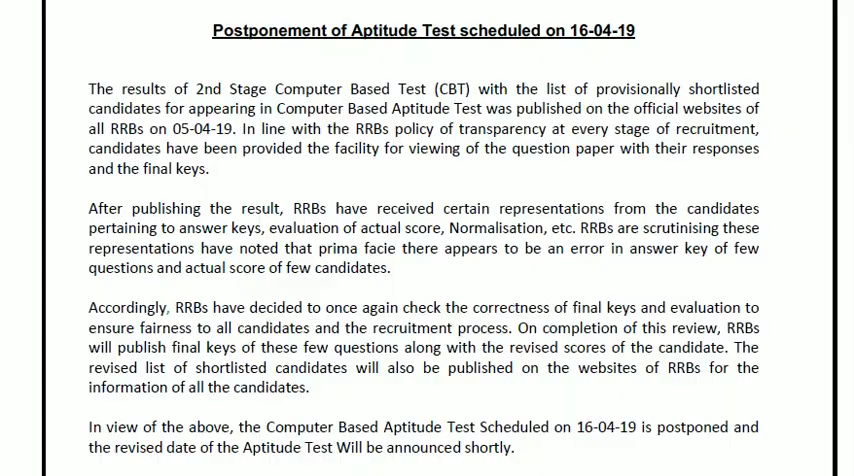 Postponement of Aptitude Test scheduled on 16-04-19
The results of 2nd Stage Computer Based Test (CBT) with the list of provisionally shortlisted
candidates for appearing in Computer Based Aptitude Test was published on the official websites of
all RRBs on 05-04-19. In line with the RRBs policy of transparency at every stage of recruitment,
candidates have been provided the facility for viewing of the question paper with their responses
and the final keys.
After publishing the result, RRBs have received certain representations from the candidates
pertaining to answer keys, evaluation of actual score, Normalisation, etc. RRBs are scrutinising these
representations have noted that prima facie there appears to be an error in answer key of few
questions and actual score of few candidates.
Accordingly, RRBs have decided to once again check the correctness of final keys and evaluation to
ensure fairness to all candidates and the recruitment process. On completion of this review, RRBs
will publish final keys of these few questions along with the revised scores of the candidate. The
revised list of shortlisted candidates will also be published on the websites of RRBs for the
information of all the candidates.
In view of the above, the Computer Based Aptitude Test Scheduled on 16-04-19 is postponed and
the revised date of the Aptitude Test Will be announced shortly.